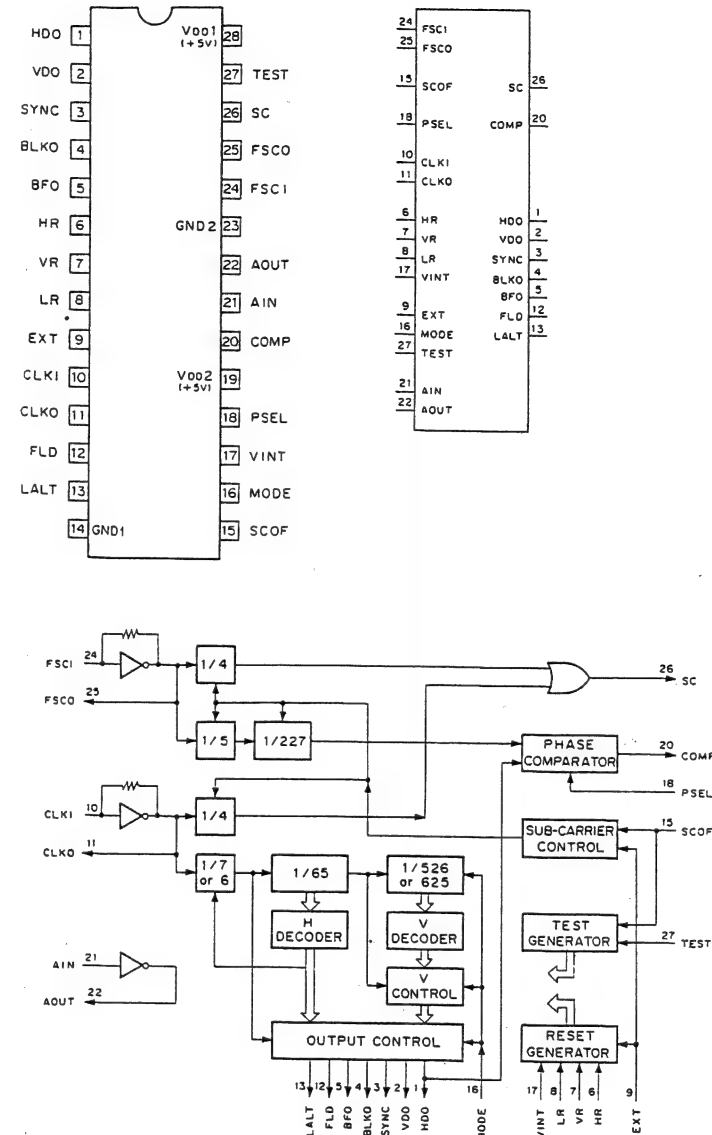 HDO 1
VDO 2
SYNC 3
BLKO 4
BFO 5
HR 6
VR 7
LR 8
EXT 9
CLKI 10
CLKO 11
FLD 12
LALT 13
14 GND1
VDD1 28
(+5V)
27 TEST
26 SC
25 FSCO
24 FSCI
GND2 23
22 AOUT
21 AIN
20 COMP
VDD2 19
(+5V)
18 PSEL
17 VINT
16 MODE
15 SCOF
24 FSCI
25 FSCO
15 SCOF
18 PSEL
10 CLKI
11 CLKO
6 HR
7 VR
8 LR
17 VINT
9 EXT
16 MODE
27 TEST
21 AIN
22 AOUT
SC 26
COMP 20
HDO 1
VDO 2
SYNC 3
BLKO 4
BFO 5
FLD 12
LALT 13
FSCI 24
1/4
26 SC
FSCO 25
1/5
1/227
PHASE
COMPARATOR
20 COMP
18 PSEL
CLKI 10
1/4
CLKO 11
SUB-CARRIER
CONTROL
15 SCOF
1/7
or 6
1/65
1/526
or 625
H
DECODER
V
DECODER
TEST
GENERATOR
27 TEST
AIN 21
AOUT 22
V
CONTROL
OUTPUT CONTROL
RESET
GENERATOR
13 12 5 4 3 2 1 16 17 8 7 6 9
LALT FLD BFO BLKO SYNC VDO HDO MODE VINT LR VR HR EXT